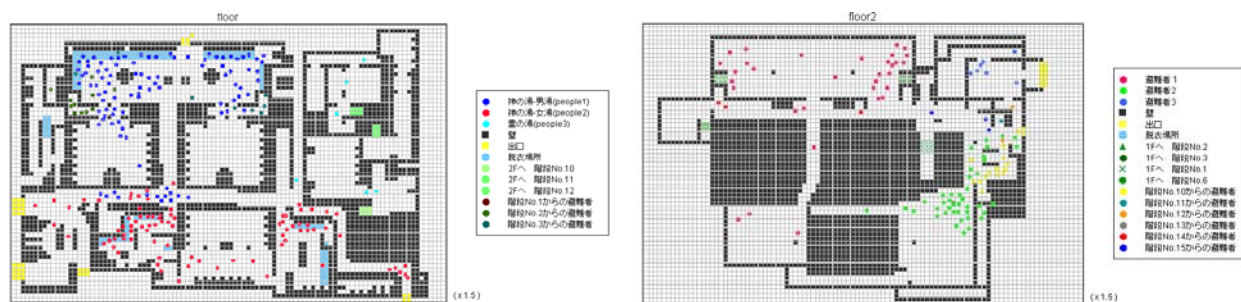 floor
神の湯-男湯(people1)
神の湯-女湯(people2)
霊の湯(people3)
壁
出口
脱衣場所
2Fへ 階段No.10
2Fへ 階段No.11
2Fへ 階段No.12
階段No.1からの避難者
階段No.2からの避難者
階段No.3からの避難者
(x1.5)
floor2
避難者1
避難者2
避難者3
壁
出口
脱衣場所
1Fへ 階段No.2
1Fへ 階段No.3
1Fへ 階段No.1
1Fへ 階段No.6
階段No.10からの避難者
階段No.11からの避難者
階段No.12からの避難者
階段No.13からの避難者
階段No.14からの避難者
階段No.15からの避難者
(x1.5)